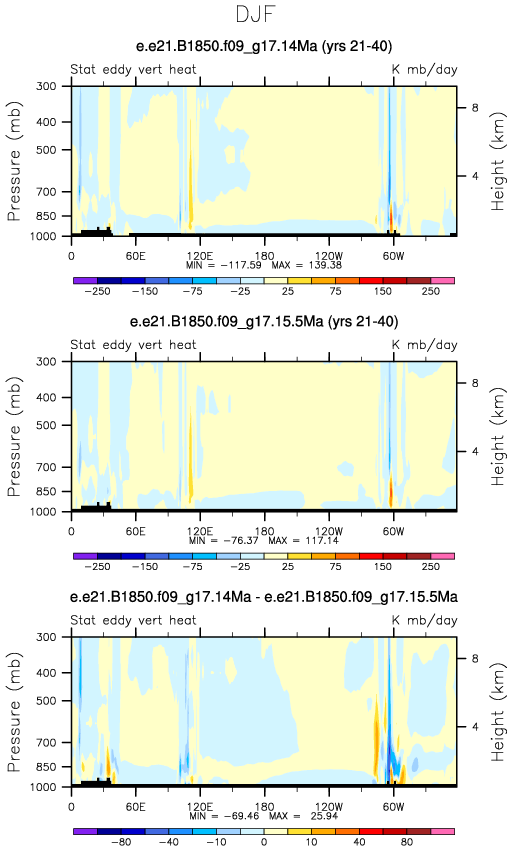 DJF
e.e21.B1850.f09_g17.14Ma (yrs 21-40)
Stat eddy vert heat K mb/day
300
400
500
700
850
1000
Pressure (mb)
8
4
Height (km)
0 60E 120E 180 120W 60W
MIN = -117.59 MAX = 139.38
-250 -150 -75 -25 25 75 150 250
e.e21.B1850.f09_g17.15.5Ma (yrs 21-40)
Stat eddy vert heat K mb/day
300
400
500
700
850
1000
Pressure (mb)
8
4
Height (km)
0 60E 120E 180 120W 60W
MIN = -76.37 MAX = 117.14
-250 -150 -75 -25 25 75 150 250
e.e21.B1850.f09_g17.14Ma - e.e21.B1850.f09_g17.15.5Ma
Stat eddy vert heat K mb/day
300
400
500
700
850
1000
Pressure (mb)
8
4
Height (km)
0 60E 120E 180 120W 60W
MIN = -69.46 MAX = 25.94
-80 -40 -10 0 10 40 80